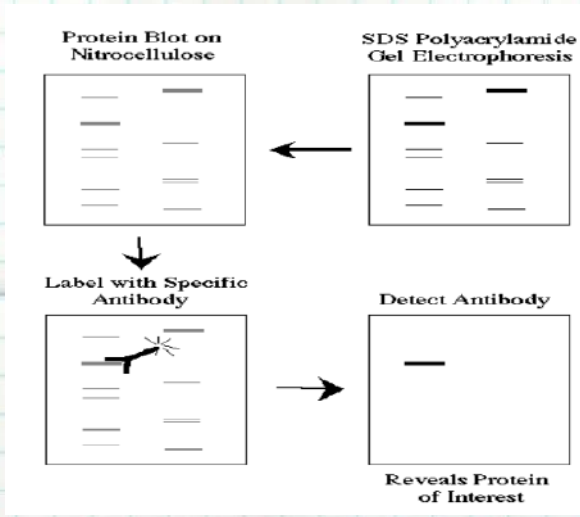 Protein Blot on
Nitrocellulose
SDS Polyacrylamide
Gel Electrophoresis
Label with Specific
Antibody
Detect Antibody
Reveals Protein
of Interest